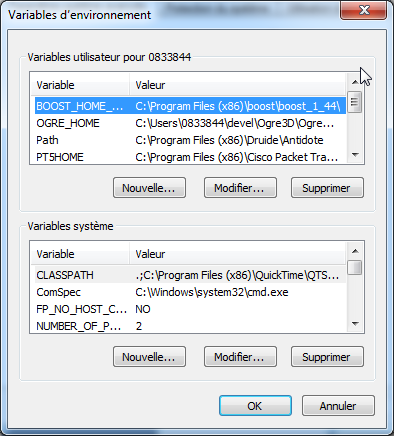 Variables d'environnement
Variables utilisateur pour 0833844
Variable Valeur
BOOST_HOME_... C:\Program Files (x86)\boost\boost_1_44\
OGRE_HOME C:\Users\0833844\devel\Ogre3D\Ogre...
Path C:\Program Files (x86)\Druide\Antidote
PT5HOME C:\Program Files (x86)\Cisco Packet Tra...
Nouvelle... Modifier... Supprimer
Variables système
Variable Valeur
CLASSPATH .;C:\Program Files (x86)\QuickTime\QTS...
ComSpec C:\Windows\system32\cmd.exe
FP_NO_HOST_C... NO
NUMBER_OF_P... 2
Nouvelle... Modifier... Supprimer
OK Annuler